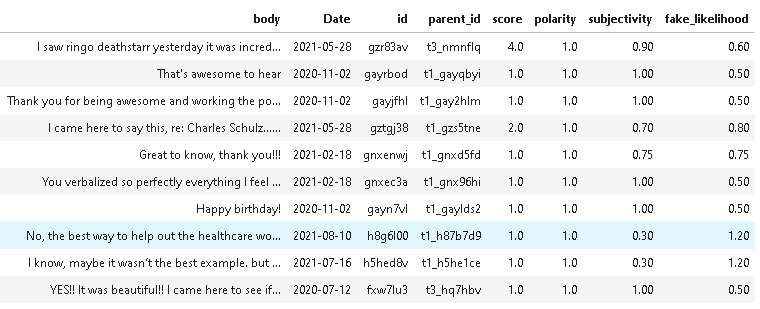 body Date id parent_id score polarity subjectivity fake_likelihood
I saw ringo deathstarr yesterday it was incred... 2021-05-28 gzr83av t3_nmnflq 4.0 1.0 0.90 0.60
That's awesome to hear 2020-11-02 gayrbod t1_gayqbyi 1.0 1.0 1.00 0.50
Thank you for being awesome and working the po... 2020-11-02 gayjfhl t1_gay2hlm 1.0 1.0 1.00 0.50
I came here to say this, re: Charles Schulz...... 2021-05-28 gztgj38 t1_gzs5tne 2.0 1.0 0.70 0.80
Great to know, thank you!!! 2021-02-18 gnxenwj t1_gnxd5fd 1.0 1.0 0.75 0.75
You verbalized so perfectly everything I feel ... 2021-02-18 gnxec3a t1_gnx96hi 1.0 1.0 1.00 0.50
Happy birthday! 2020-11-02 gayn7vl t1_daylds2 1.0 1.0 1.00 0.50
No, the best way to help out the healthcare wo... 2021-08-10 h8g6l00 t1_h87b7d9 1.0 1.0 0.30 1.20
I know, maybe it wasn't the best example. but ... 2021-07-16 h5hed8v t1_h5he1ce 1.0 1.0 0.30 1.20
YES!! It was beautiful!! I came here to see if... 2020-07-12 fxw7lu3 t3_hq7hbv 1.0 1.0 1.00 0.50